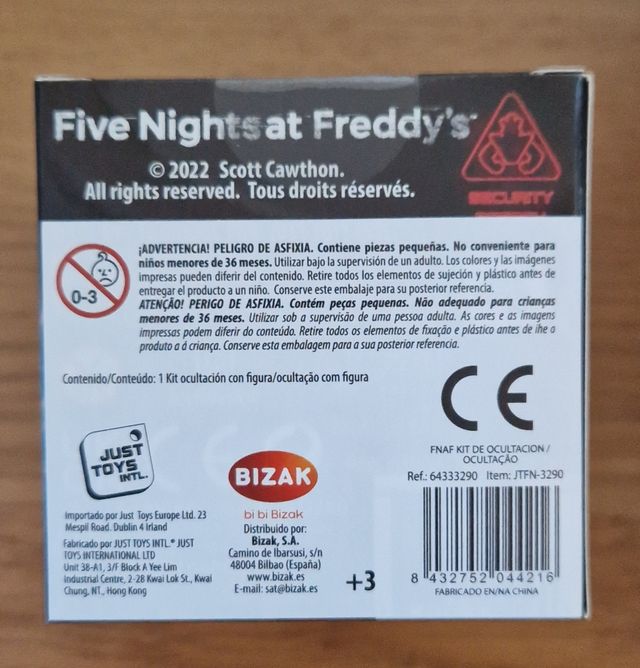 Five Nights at Freddy's
© 2022 Scott Cawthon.
All rights reserved. Tous droits réservés.
SECURITY
0-3
¡ADVERTENCIA! PELIGRO DE ASFIXIA. Contiene piezas pequeñas. No conveniente para
niños menores de 36 meses. Utilizar bajo la supervisión de un adulto. Los colores y las imágenes
impresas pueden diferir del contenido. Retire todos los elementos de sujeción y plástico antes de
entregar el producto a un niño. Conserve este embalaje para su posterior referencia.
ATENÇÃO! PERIGO DE ASFIXIA. Contém peças pequenas. Não adequado para crianças
menores de 36 meses. Utilizar sob a supervisão de uma pessoa adulta. As cores e as imagens
impressas podem diferir do conteúdo. Retire todos os elementos de fixação e plástico antes de lhe o
produto a á criança. Conserve esta embalagem para a sua posterior referencia.
Contenido/Conteúdo: 1 Kit ocultación con figura/ocultação com figura
CE
JUST
TOYS
INTL.
BIZAK
bi bi Bizak
FNAF KIT DE OCULTACION /
OCULTAÇÃO
Ref.: 64333290 Item: JTFN-3290
Importado por Just Toys Europe Ltd. 23
Mespil Road. Dublin 4 Irland
Fabricado por JUST TOYS INTL.® JUST
TOYS INTERNATIONAL LTD
Unit 38-A1, 3/F Block A Yee Lim
Industrial Centre, 2-28 Kwai Lok St., Kwai
Chung, NT., Hong Kong
Distribuido por:
Bizak, S.A.
Camino de Ibarsusi, s/n
48004 Bilbao (España)
www.bizak.es
E-mail: sat@bizak.es
+3
8 432752 044216
FABRICADO EN/NA CHINA